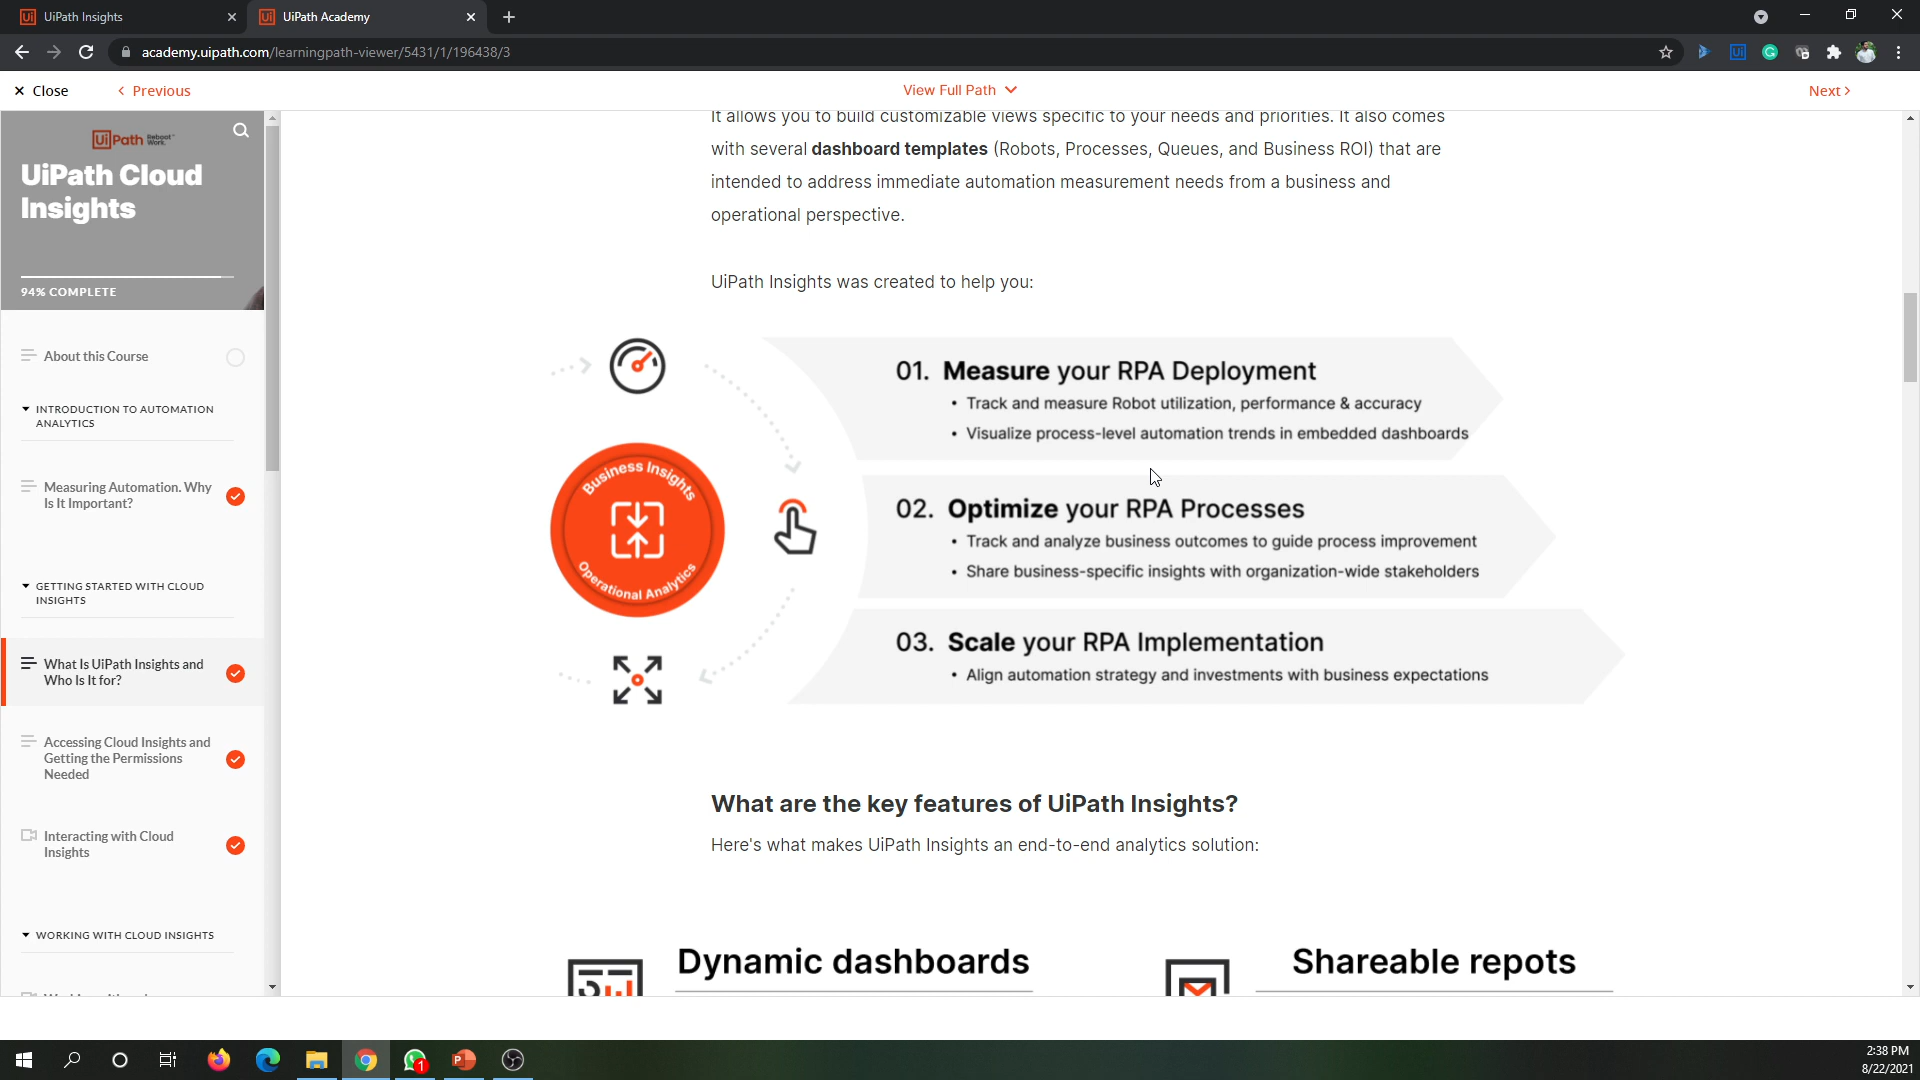 UiPath Insights
UiPath Academy
academy.uipath.com/learningpath-viewer/5431/1/196438/3
Close
Previous
View Full Path
Next
UiPath Reboot Work.
UiPath Cloud
Insights
94% COMPLETE
About this Course
INTRODUCTION TO AUTOMATION
ANALYTICS
Measuring Automation. Why
Is It Important?
GETTING STARTED WITH CLOUD
INSIGHTS
What Is UiPath Insights and
Who Is It for?
Accessing Cloud Insights and
Getting the Permissions
Needed
Interacting with Cloud
Insights
WORKING WITH CLOUD INSIGHTS
It allows you to build customizable views specific to your needs and priorities. It also comes
with several dashboard templates (Robots, Processes, Queues, and Business ROI) that are
intended to address immediate automation measurement needs from a business and
operational perspective.
UiPath Insights was created to help you:
Business Insights
Operational Analytics
01. Measure your RPA Deployment
• Track and measure Robot utilization, performance & accuracy
• Visualize process-level automation trends in embedded dashboards
02. Optimize your RPA Processes
• Track and analyze business outcomes to guide process improvement
• Share business-specific insights with organization-wide stakeholders
03. Scale your RPA Implementation
• Align automation strategy and investments with business expectations
What are the key features of UiPath Insights?
Here's what makes UiPath Insights an end-to-end analytics solution:
Dynamic dashboards
Shareable repots
1
2:38 PM
8/22/2021